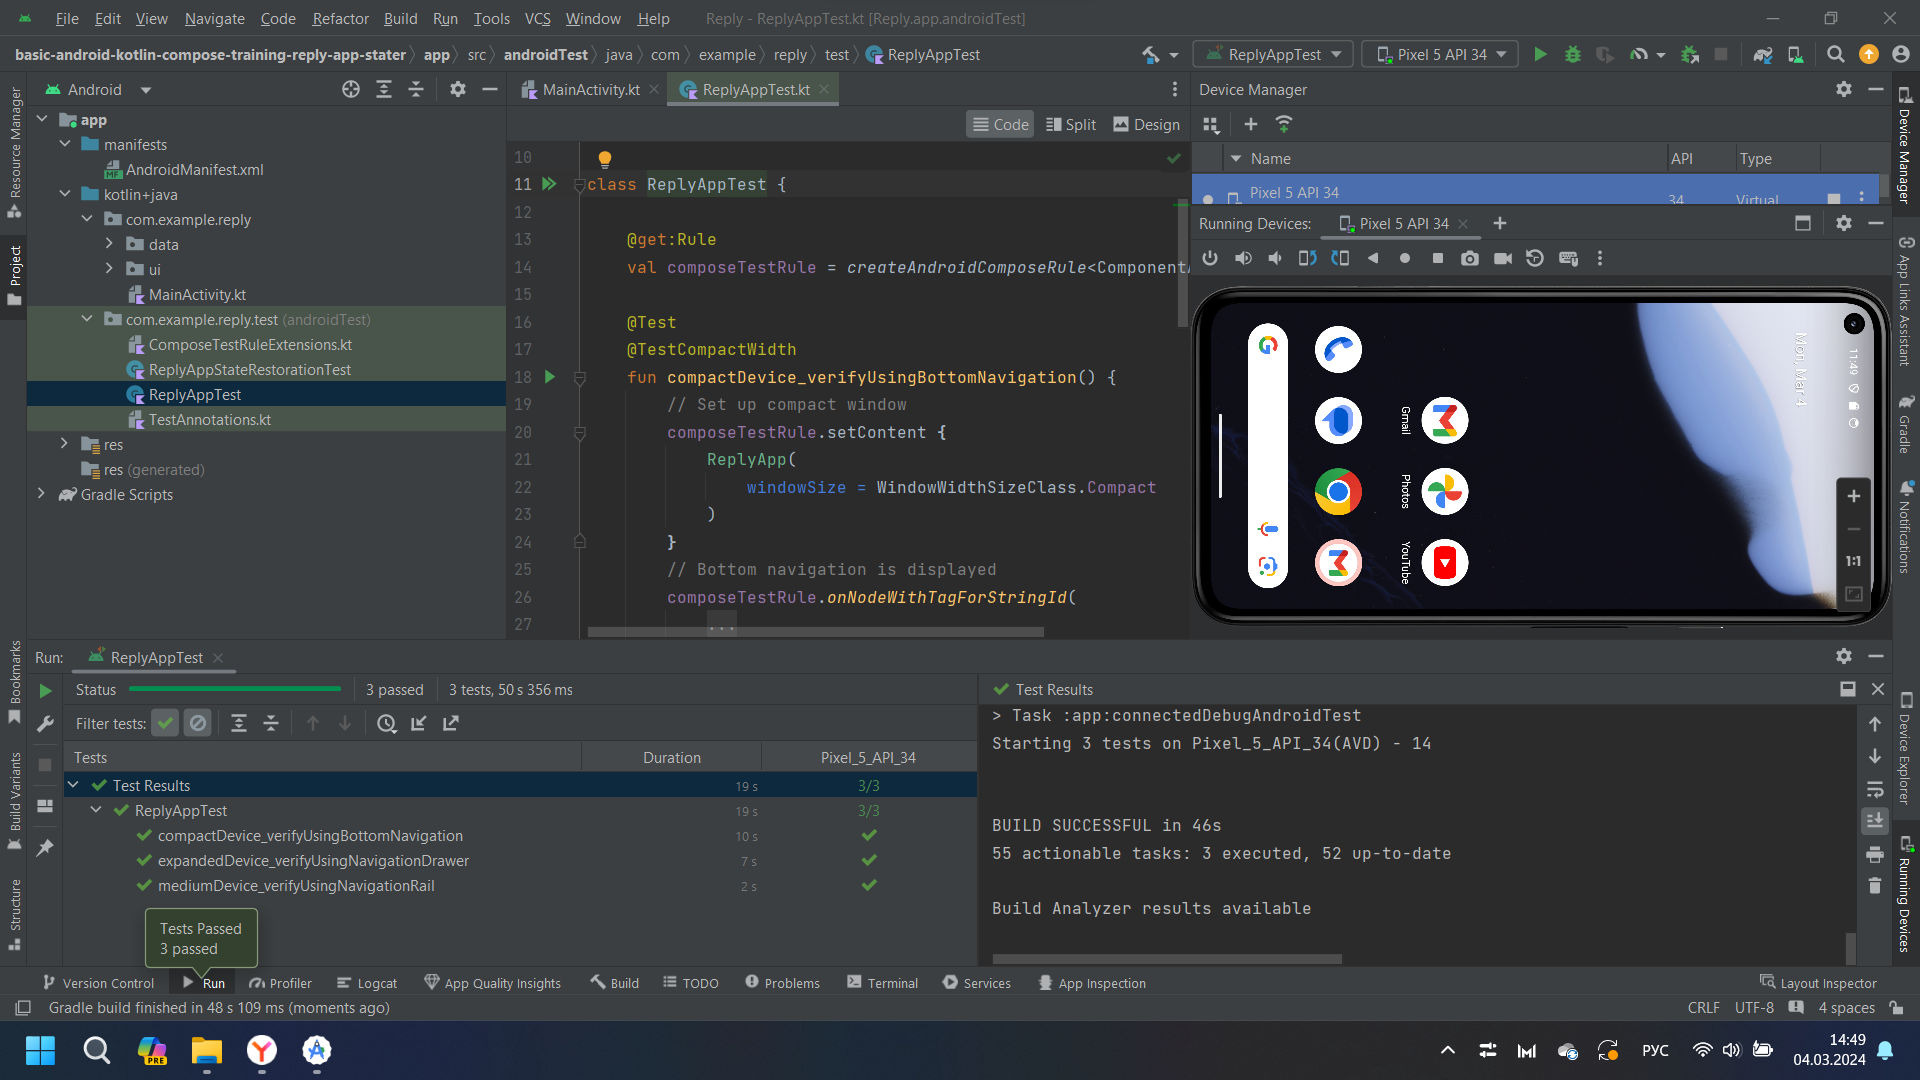 File Edit View Navigate Code Refactor Build Run Tools VCS Window Help Reply - ReplyAppTest.kt [Reply.app.androidTest]
basic-android-kotlin-compose-training-reply-app-stater app src androidTest java com example reply test ReplyAppTest ReplyAppTest Pixel 5 API 34
Android
MainActivity.kt ReplyAppTest.kt
Code Split Design
Resource Manager
Project
Bookmarks
Build Variants
Structure
app
manifests
AndroidManifest.xml
kotlin+java
com.example.reply
data
ui
MainActivity.kt
com.example.reply.test (androidTest)
ComposeTestRuleExtensions.kt
ReplyAppStateRestorationTest
ReplyAppTest
TestAnnotations.kt
res
res (generated)
Gradle Scripts
10
11 class ReplyAppTest {
12
13 @get:Rule
14 val composeTestRule = createAndroidComposeRule<ComponentA
15
16 @Test
17 @TestCompactWidth
18 fun compactDevice_verifyUsingBottomNavigation() {
19 // Set up compact window
20 composeTestRule.setContent {
21 ReplyApp(
22 windowSize = WindowWidthSizeClass.Compact
23 )
24 }
25 // Bottom navigation is displayed
26 composeTestRule.onNodeWithTagForStringId(
27 ...
Device Manager
Name API Type
Pixel 5 API 34 34 Virtual
Running Devices: Pixel 5 API 34
Mon, Mar 4
11:49
Gmail
Photos
YouTube
1:1
Device Manager
App Links Assistant
Gradle
Notifications
Device Explorer
Running Devices
Run: ReplyAppTest
Status 3 passed 3 tests, 50 s 356 ms
Filter tests:
Tests Duration Pixel_5_API_34
Test Results 19 s 3/3
ReplyAppTest 19 s 3/3
compactDevice_verifyUsingBottomNavigation 10 s
expandedDevice_verifyUsingNavigationDrawer 7 s
mediumDevice_verifyUsingNavigationRail 2 s
Tests Passed
3 passed
Test Results
> Task :app:connectedDebugAndroidTest
Starting 3 tests on Pixel_5_API_34(AVD) - 14
BUILD SUCCESSFUL in 46s
55 actionable tasks: 3 executed, 52 up-to-date
Build Analyzer results available
Version Control Run Profiler Logcat App Quality Insights Build TODO Problems Terminal Services App Inspection Layout Inspector
Gradle build finished in 48 s 109 ms (moments ago) CRLF UTF-8 4 spaces
PRE
РУС
14:49
04.03.2024